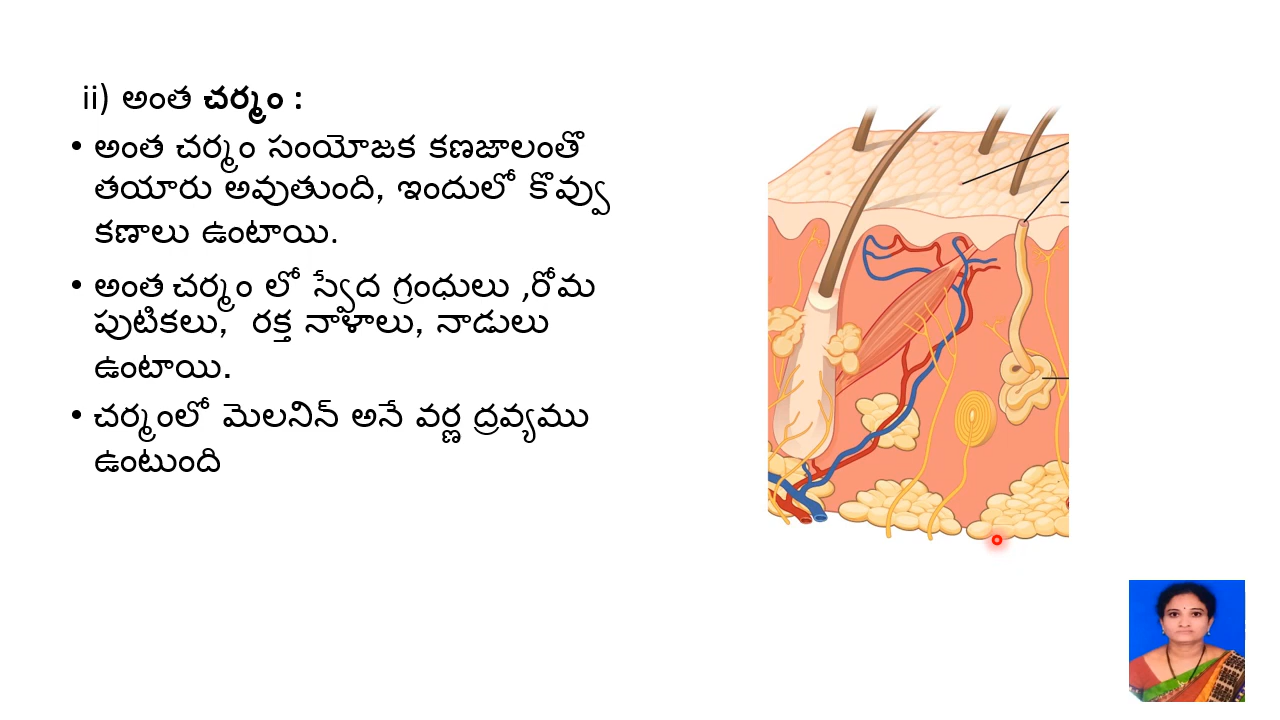 ii) అంత చర్మం :
• అంత చర్మం సంయోజక కణజాలంతొ
తయారు అవుతుంది, ఇందులో కొవ్వు
కణాలు ఉంటాయి.
• అంత చర్మం లో స్వేద గ్రంధులు ,రోమ
పుటికలు, రక్త నాళాలు, నాడులు
ఉంటాయి.
• చర్మంలో మెలనిన్ అనే వర్ణ ద్రవ్యము
ఉంటుంది